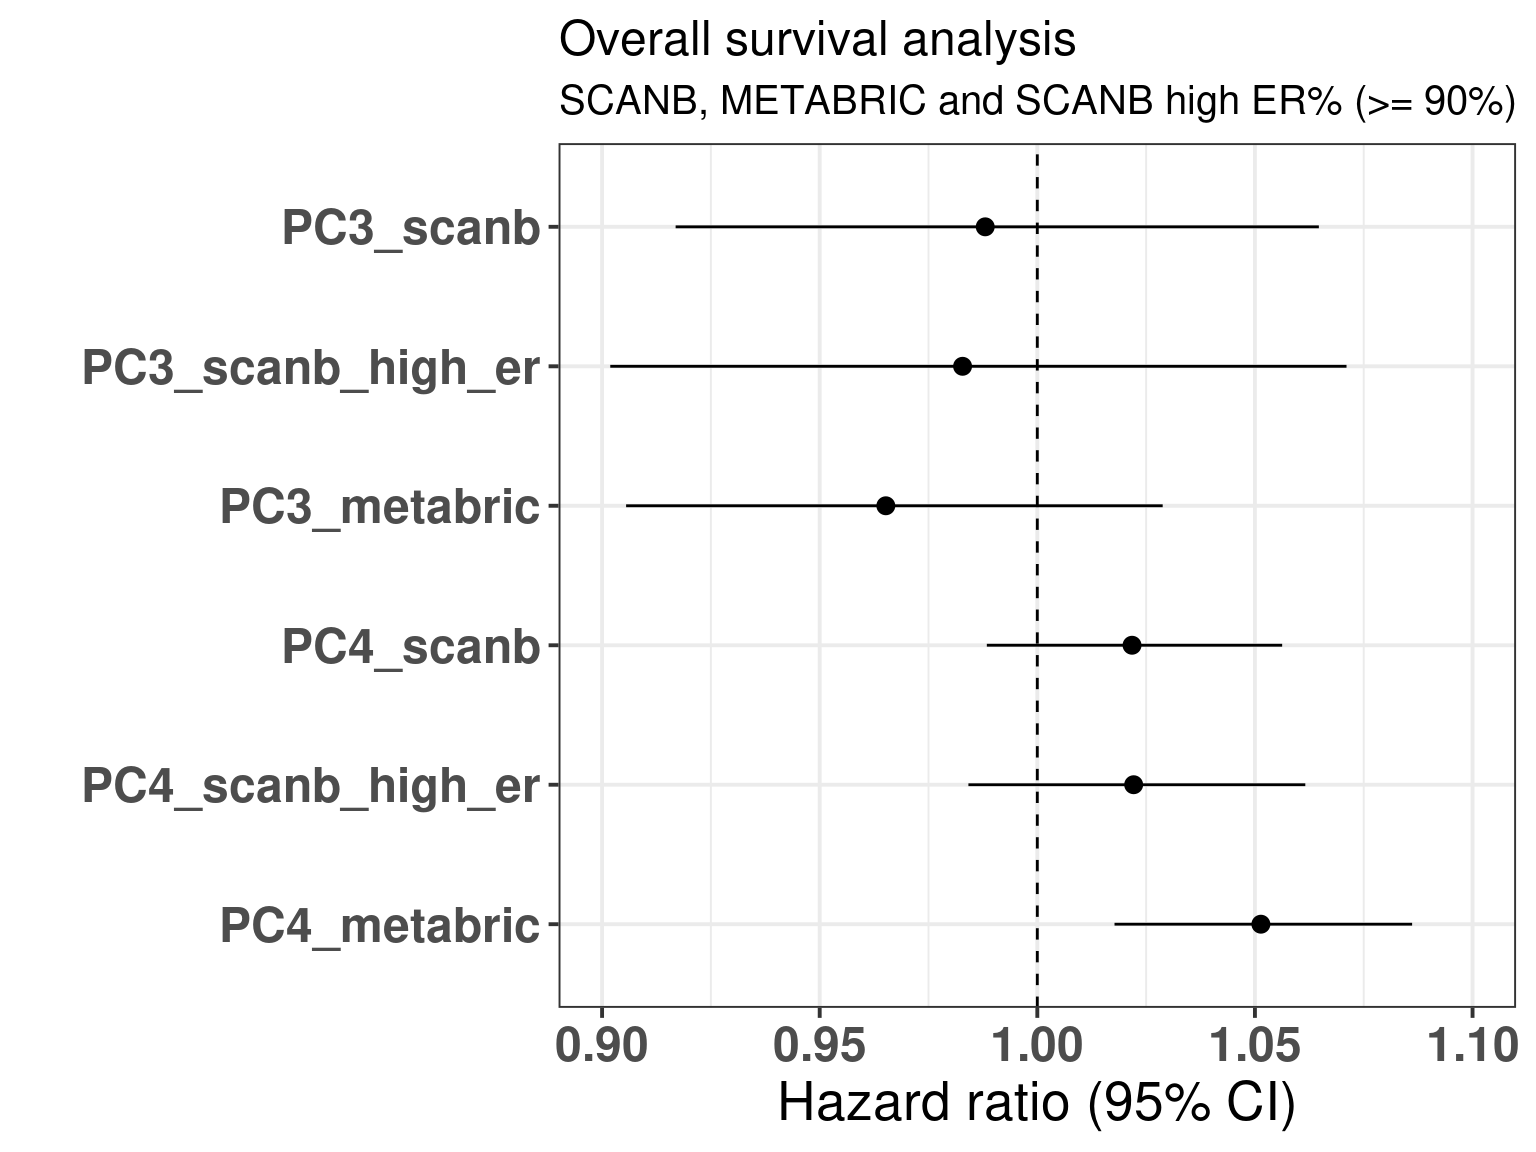 Overall survival analysis
SCANB, METABRIC and SCANB high ER% (>= 90%)
PC3_scanb
PC3_scanb_high_er
PC3_metabric
PC4_scanb
PC4_scanb_high_er
PC4_metabric
0.90 0.95 1.00 1.05 1.10
Hazard ratio (95% CI)